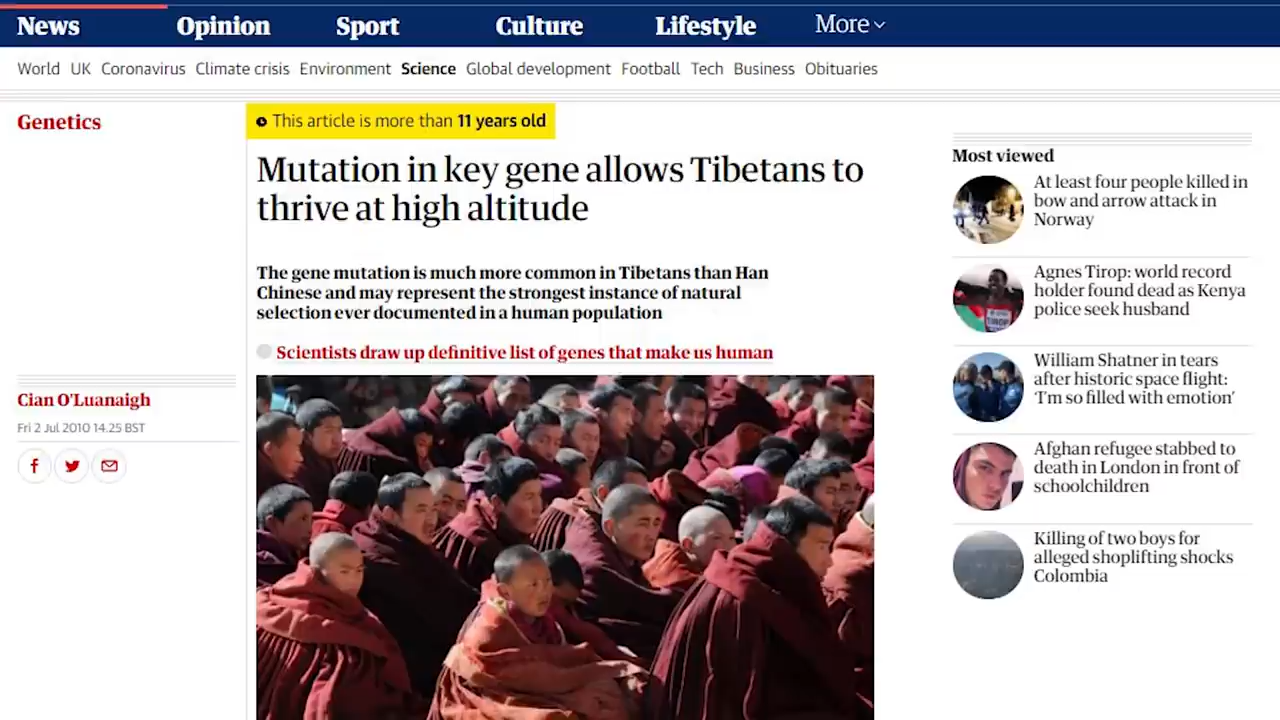 News Opinion Sport Culture Lifestyle More
World UK Coronavirus Climate crisis Environment Science Global development Football Tech Business Obituaries
Genetics
This article is more than 11 years old
Mutation in key gene allows Tibetans to
thrive at high altitude
The gene mutation is much more common in Tibetans than Han
Chinese and may represent the strongest instance of natural
selection ever documented in a human population
Scientists draw up definitive list of genes that make us human
Cian O'Luanaigh
Fri 2 Jul 2010 14.25 BST
Most viewed
At least four people killed in
bow and arrow attack in
Norway
Agnes Tirop: world record
holder found dead as Kenya
police seek husband
William Shatner in tears
after historic space flight:
‘I’m so filled with emotion’
Afghan refugee stabbed to
death in London in front of
schoolchildren
Killing of two boys for
alleged shoplifting shocks
Colombia